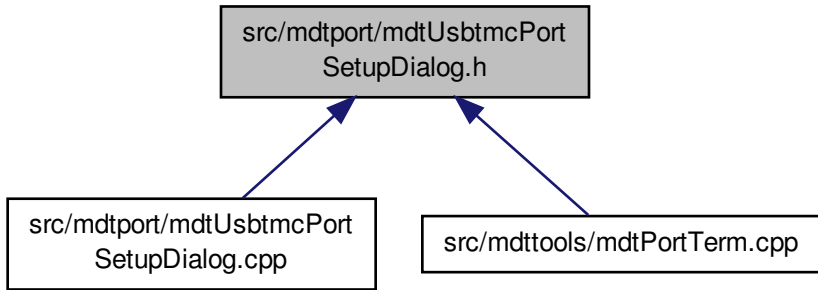 src/mdtport/mdtUsbtmcPort
SetupDialog.h
src/mdtport/mdtUsbtmcPort
SetupDialog.cpp
src/mdttools/mdtPortTerm.cpp